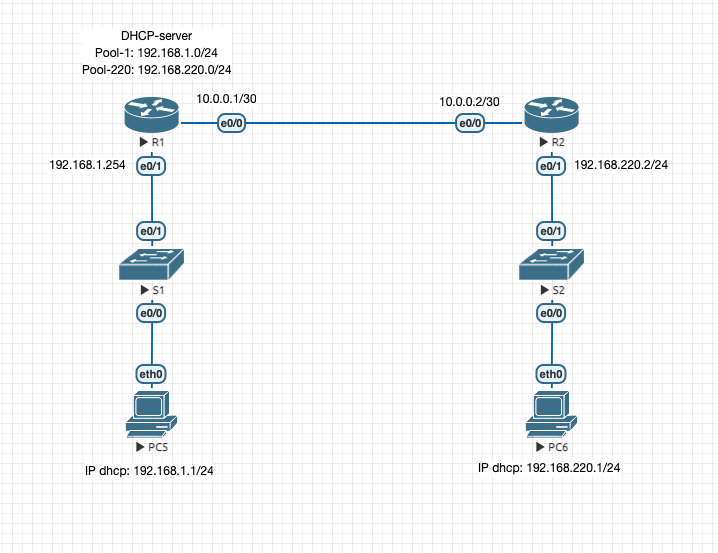 DHCP-server
Pool-1: 192.168.1.0/24
Pool-220: 192.168.220.0/24
10.0.0.1/30
10.0.0.2/30
e0/0
e0/0
R1
R2
192.168.1.254
e0/1
e0/1
192.168.220.2/24
e0/1
e0/1
S1
S2
e0/0
e0/0
eth0
eth0
PC5
PC6
IP dhcp: 192.168.1.1/24
IP dhcp: 192.168.220.1/24